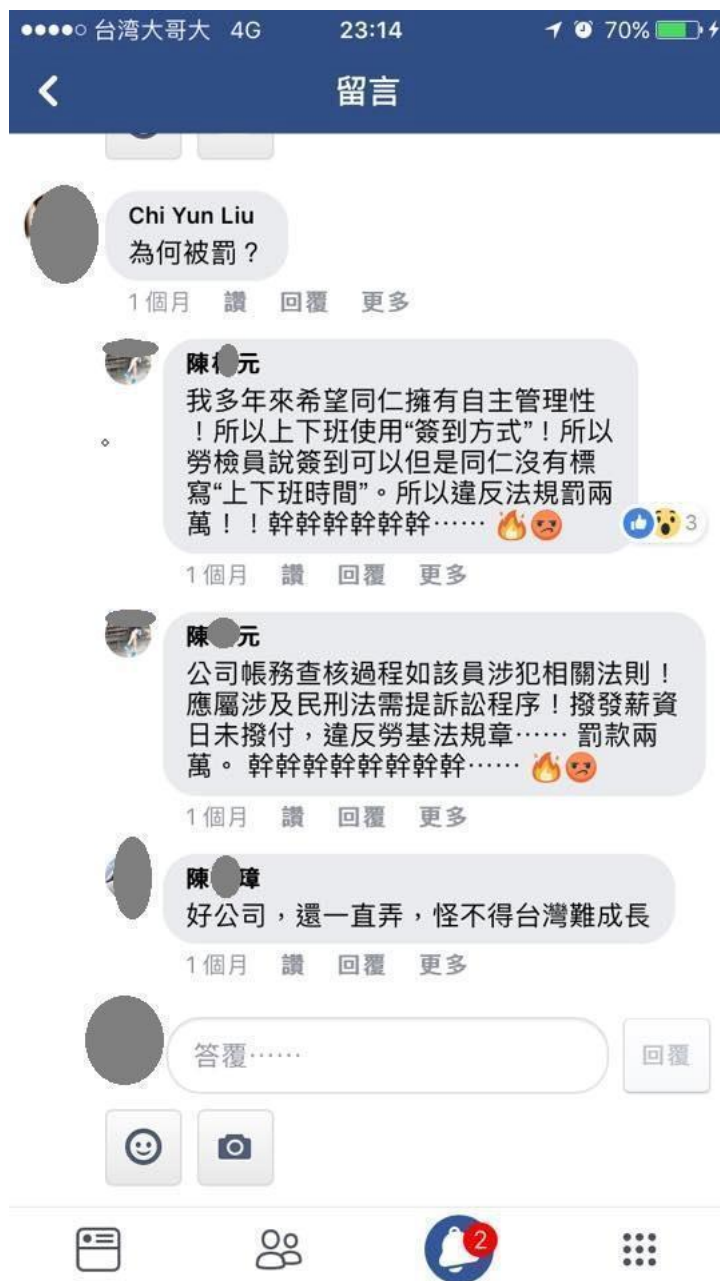 台湾大哥大 4G 23:14 70%
留言
Chi Yun Liu
為何被罰？
1個月 讚 回覆 更多
陳 元
我多年來希望同仁擁有自主管理性
！所以上下班使用“簽到方式”！所以
勞檢員說簽到可以但是同仁沒有標
寫“上下班時間”。所以違反法規罰兩
萬！！幹幹幹幹幹幹⋯⋯ 🔥😡
3
1個月 讚 回覆 更多
陳 元
公司帳務查核過程如該員涉犯相關法則！
應屬涉及民刑法需提訴訟程序！撥發薪資
日未撥付，違反勞基法規章⋯⋯ 罰款兩
萬。 幹幹幹幹幹幹幹幹⋯⋯ 🔥😡
1個月 讚 回覆 更多
陳 璋
好公司，還一直弄，怪不得台灣難成長
1個月 讚 回覆 更多
答覆⋯⋯
回覆
2